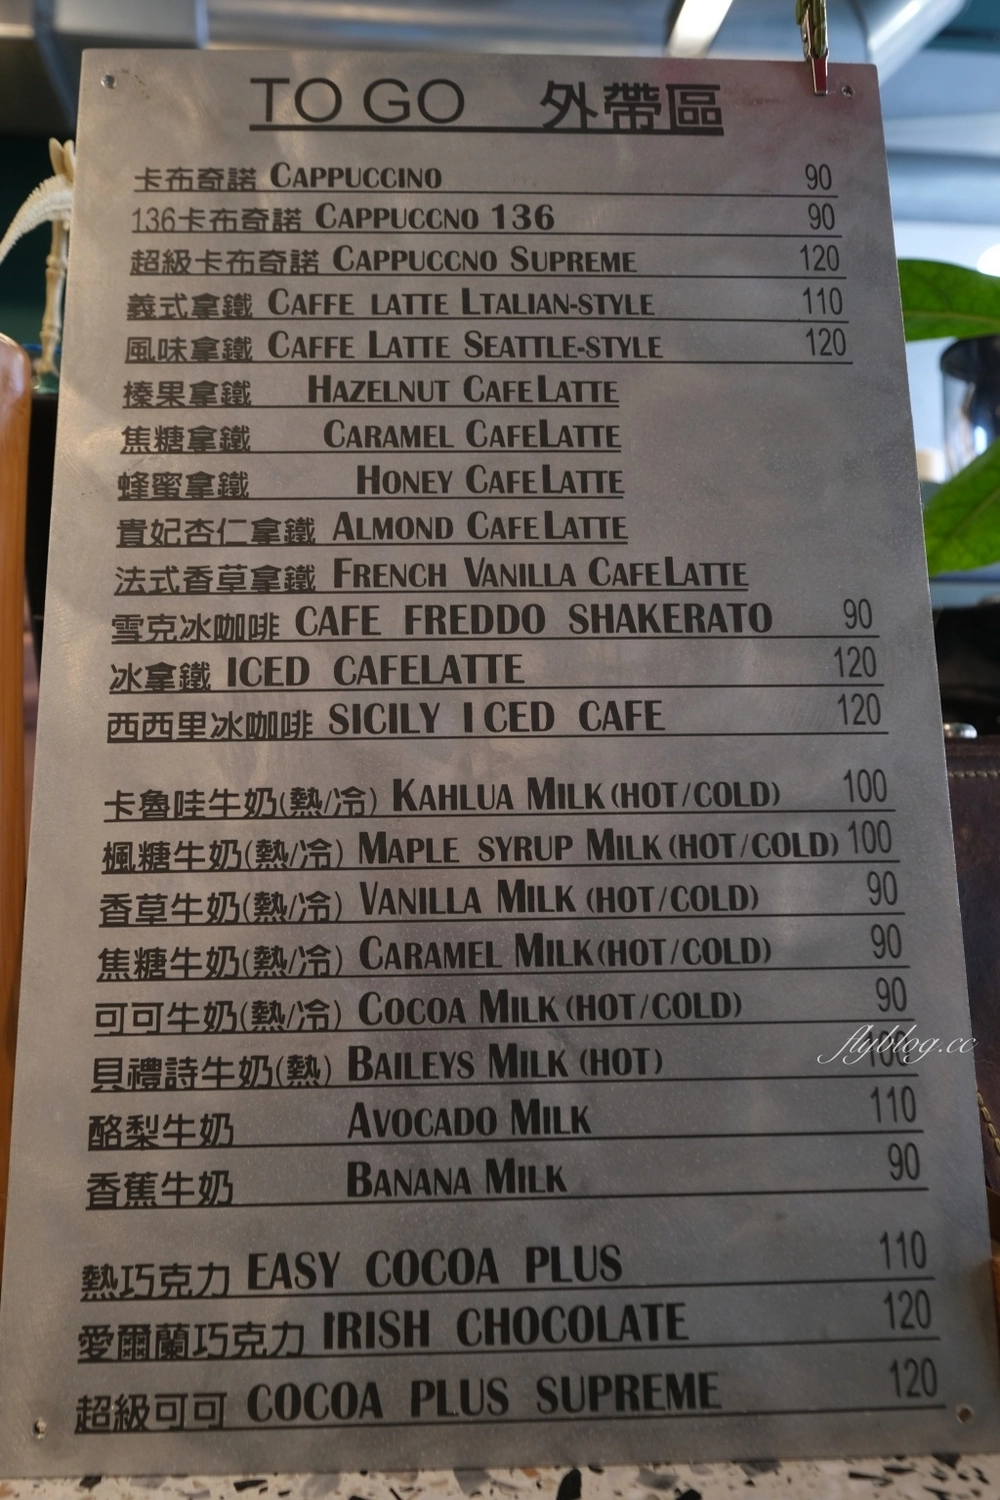 TO GO 外帶區
卡布奇諾 CAPPUCCINO 90
136卡布奇諾 CAPPUCCNO 136 90
超級卡布奇諾 CAPPUCCNO SUPREME 120
義式拿鐵 CAFFE LATTE LTALIAN-STYLE 110
風味拿鐵 CAFFE LATTE SEATTLE-STYLE 120
榛果拿鐵 HAZELNUT CAFE LATTE
焦糖拿鐵 CARAMEL CAFE LATTE
蜂蜜拿鐵 HONEY CAFE LATTE
貴妃杏仁拿鐵 ALMOND CAFE LATTE
法式香草拿鐵 FRENCH VANILLA CAFE LATTE
雪克冰咖啡 CAFE FREDDO SHAKERATO 90
冰拿鐵 ICED CAFELATTE 120
西西里冰咖啡 SICILY ICED CAFE 120
卡魯哇牛奶(熱/冷) KAHLUA MILK (HOT/COLD) 100
楓糖牛奶(熱/冷) MAPLE SYRUP MILK (HOT/COLD) 100
香草牛奶(熱/冷) VANILLA MILK (HOT/COLD) 90
焦糖牛奶(熱/冷) CARAMEL MILK (HOT/COLD) 90
可可牛奶(熱/冷) COCOA MILK (HOT/COLD) 90
貝禮詩牛奶(熱) BAILEYS MILK (HOT) 100
flyblog.cc
酪梨牛奶 AVOCADO MILK 110
香蕉牛奶 BANANA MILK 90
熱巧克力 EASY COCOA PLUS 110
愛爾蘭巧克力 IRISH CHOCOLATE 120
超級可可 COCOA PLUS SUPREME 120